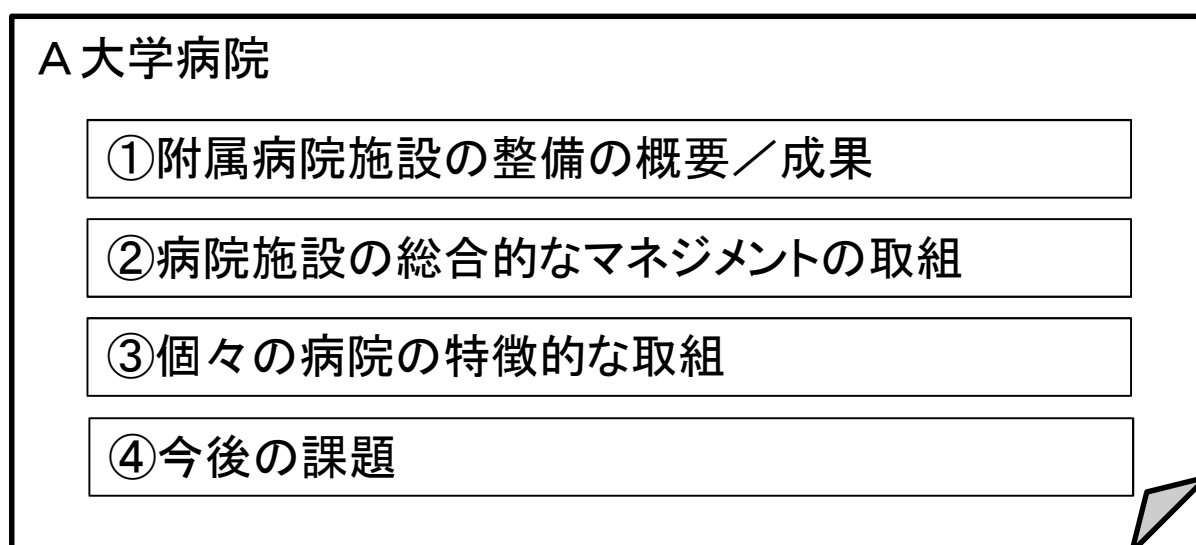 Ａ大学病院
①附属病院施設の整備の概要／成果
②病院施設の総合的なマネジメントの取組
③個々の病院の特徴的な取組
④今後の課題